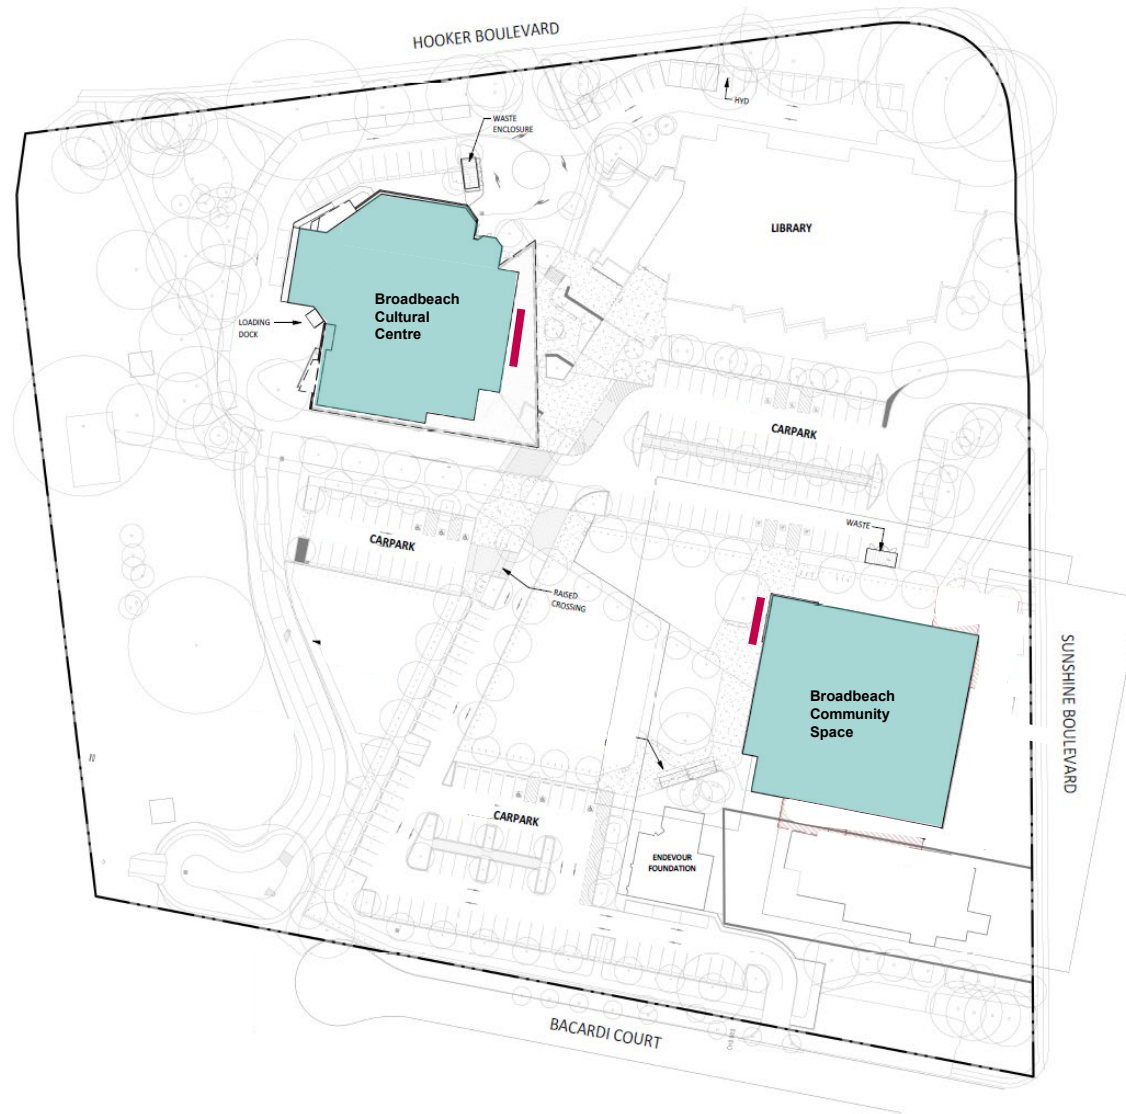 HOOKER BOULEVARD
HYD
WASTE
ENCLOSURE
LIBRARY
Broadbeach
Cultural
Centre
LOADING
DOCK
CARPARK
WASTE
CARPARK
RAISED
CROSSING
SUNSHINE BOULEVARD
Broadbeach
Community
Space
CARPARK
ENDEVOUR
FOUNDATION
BACARDI COURT